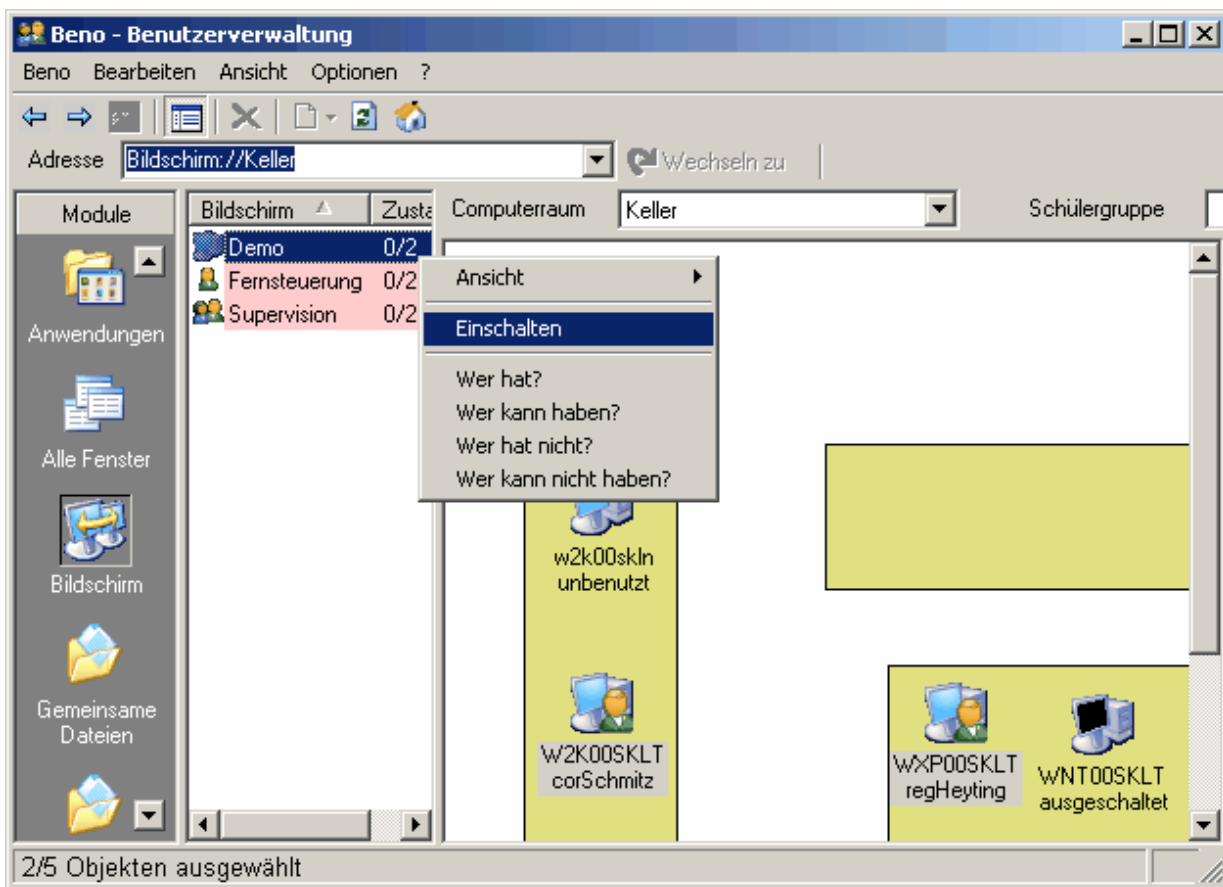 Beno - Benutzerverwaltung
Beno Bearbeiten Ansicht Optionen ?
Adresse Bildschirm://Keller Wechseln zu
Module
Anwendungen
Alle Fenster
Bildschirm
Gemeinsame
Dateien
Bildschirm Zusta
Demo 0/2
Fernsteuerung 0/2
Supervision 0/2
Computerraum Keller Schülergruppe
Ansicht
Einschalten
Wer hat?
Wer kann haben?
Wer hat nicht?
Wer kann nicht haben?
w2k00skln
unbenutzt
W2K00SKLT
corSchmitz
WXP00SKLT
regHeyting
WNT00SKLT
ausgeschaltet
2/5 Objekten ausgewählt